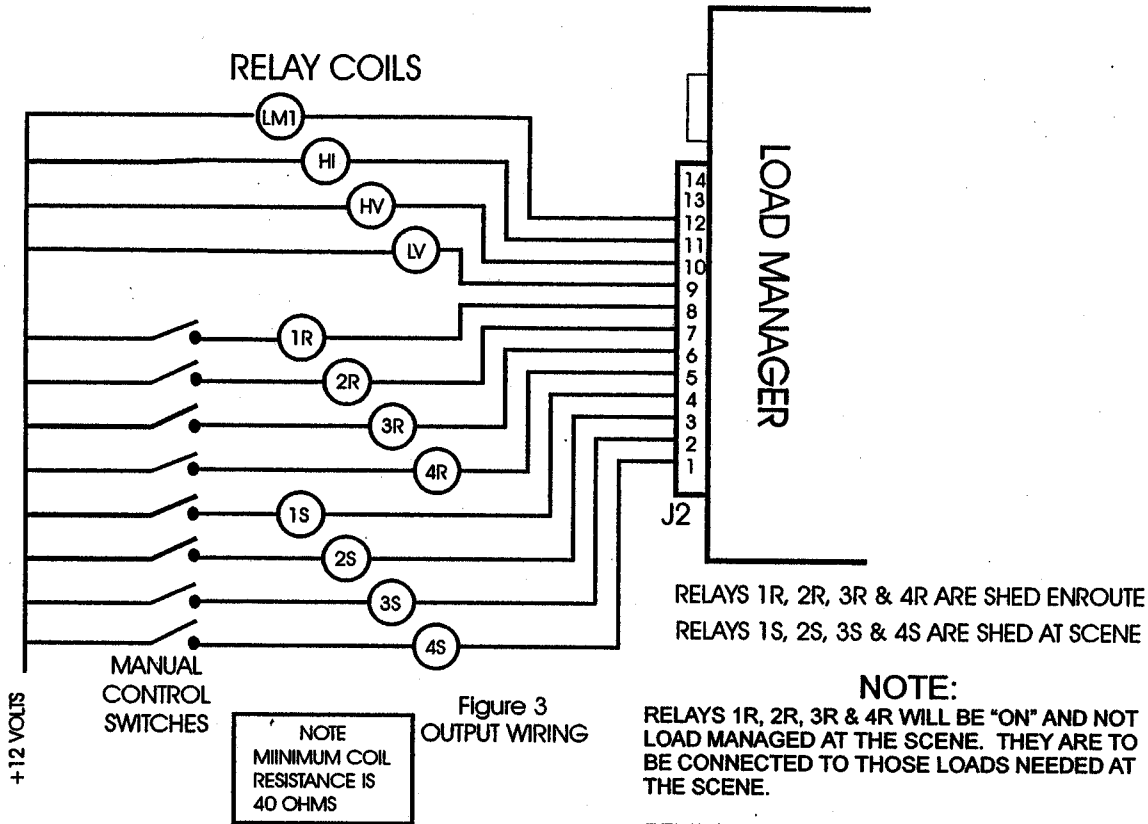 RELAY COILS
LM1
HI
HV
LV
1R
2R
3R
4R
1S
2S
3S
4S
14
13
12
11
10
9
8
7
6
5
4
3
2
1
J2
LOAD MANAGER
+12 VOLTS
MANUAL
CONTROL
SWITCHES
NOTE
MIINIMUM COIL
RESISTANCE IS
40 OHMS
Figure 3
OUTPUT WIRING
RELAYS 1R, 2R, 3R & 4R ARE SHED ENROUTE
RELAYS 1S, 2S, 3S & 4S ARE SHED AT SCENE
NOTE:
RELAYS 1R, 2R, 3R & 4R WILL BE "ON" AND NOT
LOAD MANAGED AT THE SCENE. THEY ARE TO
BE CONNECTED TO THOSE LOADS NEEDED AT
THE SCENE.